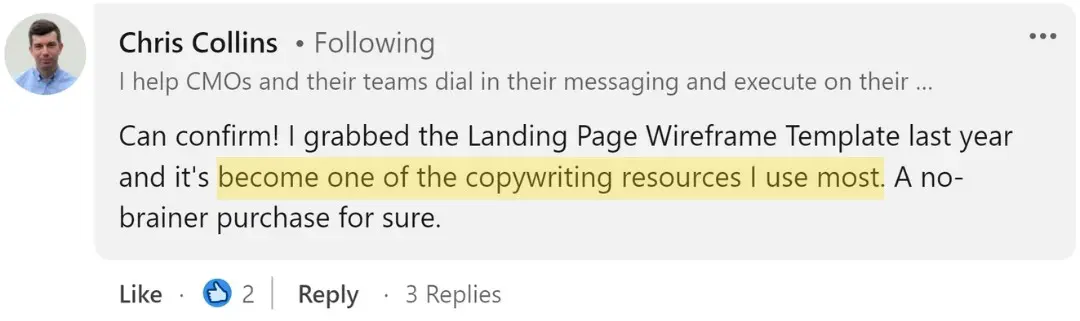 Chris Collins • Following
I help CMOs and their teams dial in their messaging and execute on their ...
Can confirm! I grabbed the Landing Page Wireframe Template last year
and it's become one of the copywriting resources I use most. A no-
brainer purchase for sure.
Like · 2 | Reply · 3 Replies